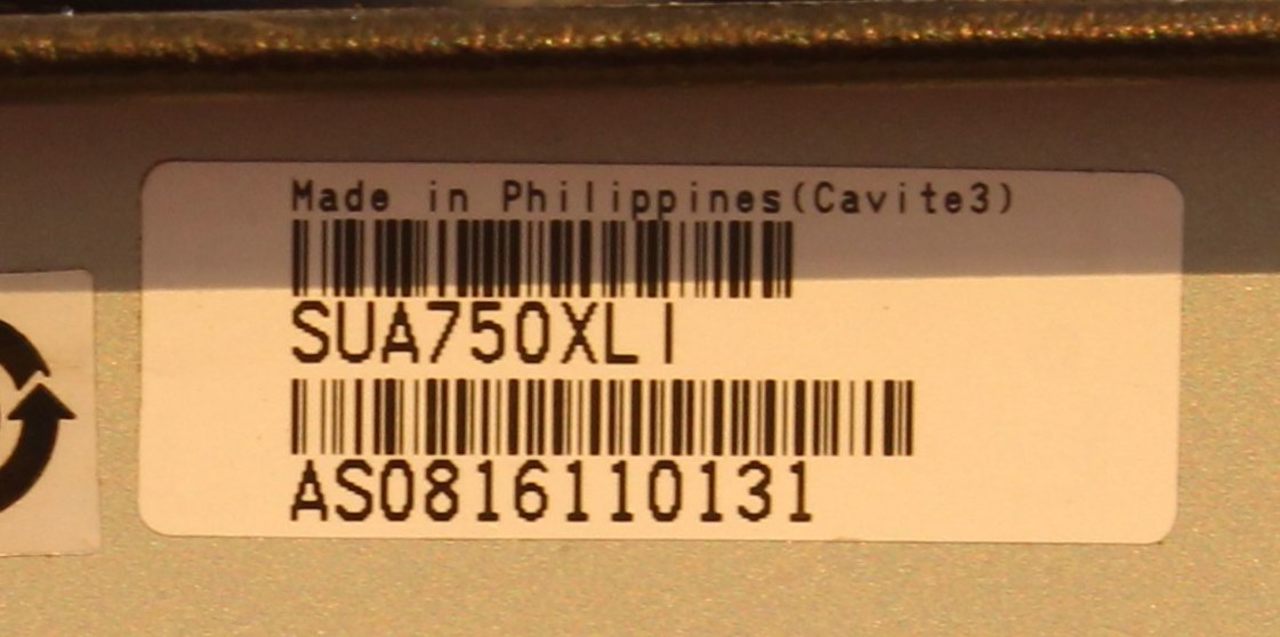 Made in Philippines(Cavite3)
SUA750XLI
AS0816110131